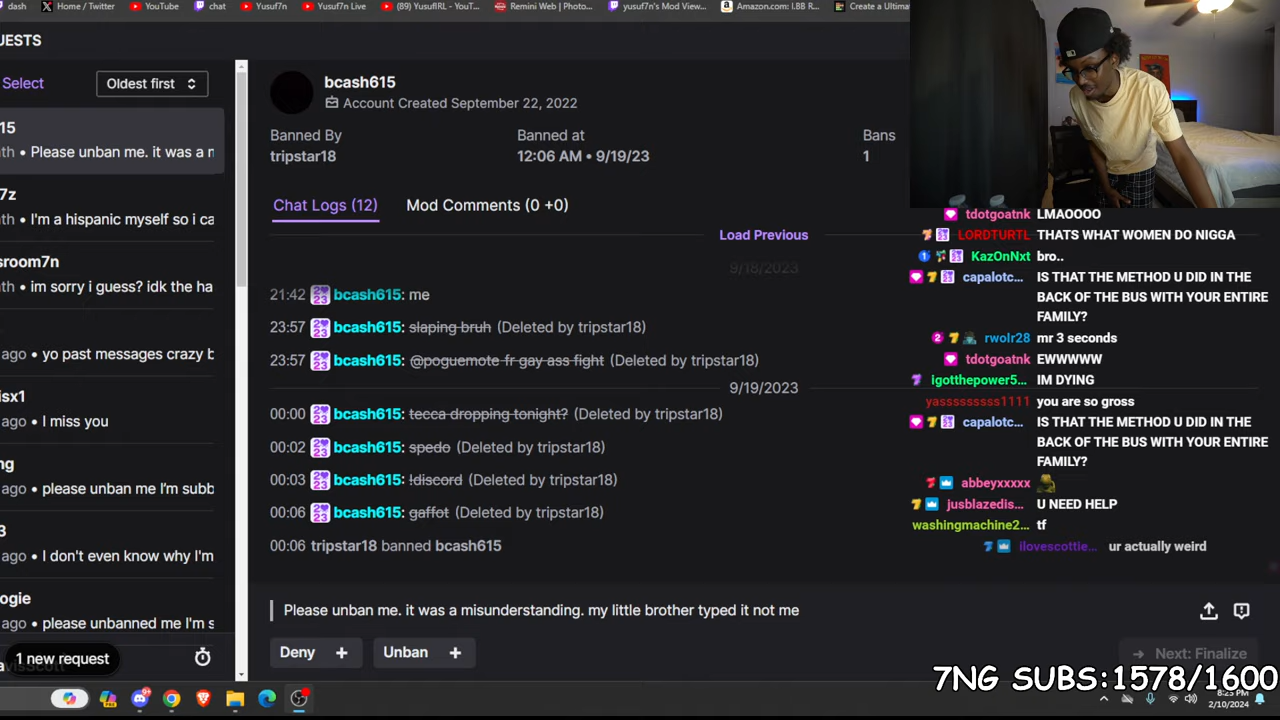 dash Home / Twitter YouTube chat Yusuf7n Yusuf7n Live (89) YusufIRL - YouT... Remini Web | Photo... yusuf7n's Mod View... Amazon.com: I.BB R... Create a Ultima
UESTS
Select Oldest first
15
nth • Please unban me. it was a n
7z
nth • I'm a hispanic myself so i ca
sroom7n
nth • im sorry i guess? idk the ha
ago • yo past messages crazy b
isx1
ago • I miss you
ng
ago • please unban me I'm subb
3
ago • I don't even know why I'm
ogie
ago • please unbanned me I'm s
1 new request
bcash615
Account Created September 22, 2022
Banned By Banned at Bans
tripstar18 12:06 AM • 9/19/23 1
Chat Logs (12) Mod Comments (0 +0)
Load Previous
9/18/2023
21:42 bcash615: me
23:57 bcash615: slaping bruh (Deleted by tripstar18)
23:57 bcash615: @poguemote fr gay ass fight (Deleted by tripstar18)
9/19/2023
00:00 bcash615: tecca dropping tonight? (Deleted by tripstar18)
00:02 bcash615: spedo (Deleted by tripstar18)
00:03 bcash615: !discord (Deleted by tripstar18)
00:06 bcash615: gaffot (Deleted by tripstar18)
00:06 tripstar18 banned bcash615
Please unban me. it was a misunderstanding. my little brother typed it not me
Deny + Unban +
Next: Finalize
tdotgoatnk LMAOOOO
LORDTURTL THATS WHAT WOMEN DO NIGGA
KazOnNxt bro..
capalotc... IS THAT THE METHOD U DID IN THE
BACK OF THE BUS WITH YOUR ENTIRE
FAMILY?
rwolr28 mr 3 seconds
tdotgoatnk EWWWWW
igotthepower5... IM DYING
yasssssssss1111 you are so gross
capalotc... IS THAT THE METHOD U DID IN THE
BACK OF THE BUS WITH YOUR ENTIRE
FAMILY?
abbeyxxxxx
jusblazedis... U NEED HELP
washingmachine2... tf
ilovescottie... ur actually weird
7NG SUBS:1578/1600
8:23 PM
2/10/2024